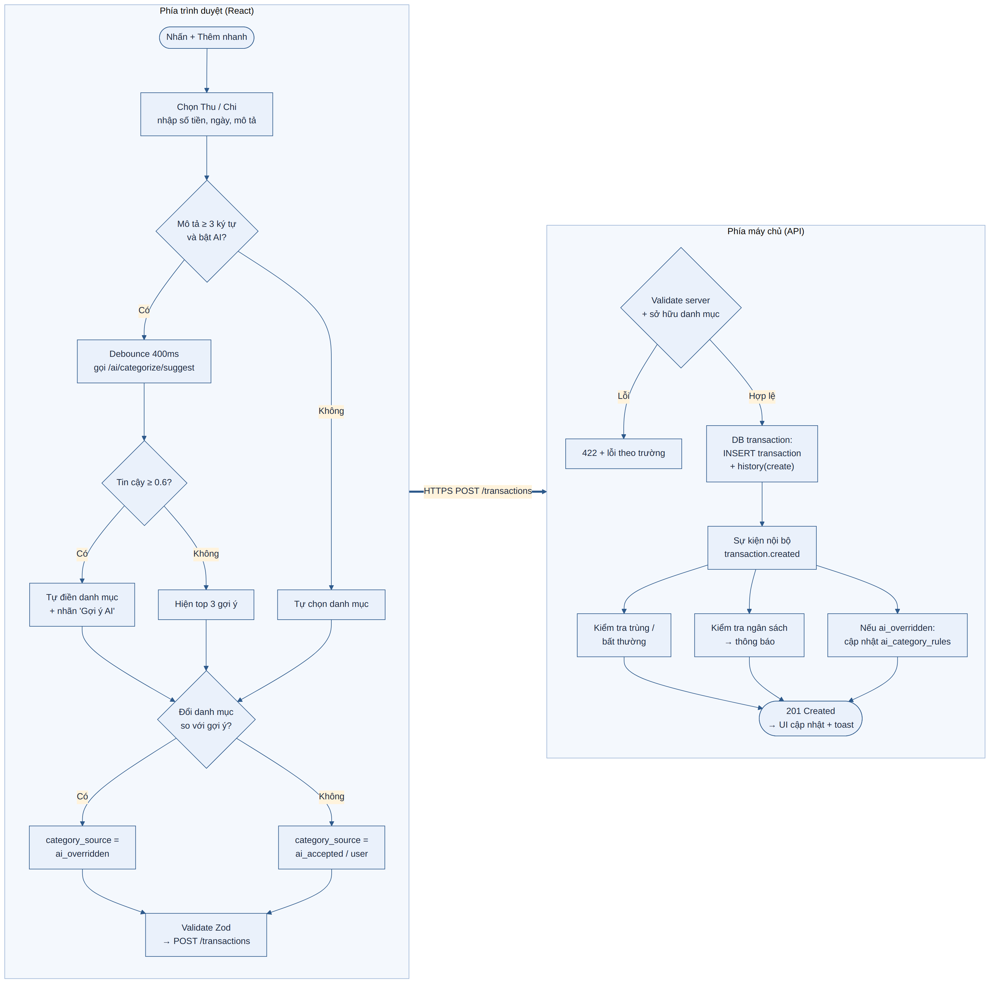 Phía trình duyệt (React)
Nhấn + Thêm nhanh
Chọn Thu / Chi
nhập số tiền, ngày, mô tả
Mô tả ≥ 3 ký tự
và bật AI?
Có
Không
Debounce 400ms
gọi /ai/categorize/suggest
Tin cậy ≥ 0.6?
Có
Không
Tự điền danh mục
+ nhãn 'Gợi ý AI'
Hiện top 3 gợi ý
Tự chọn danh mục
Đổi danh mục
so với gợi ý?
Có
Không
category_source =
ai_overridden
category_source =
ai_accepted / user
Validate Zod
→ POST /transactions
HTTPS POST /transactions
Phía máy chủ (API)
Validate server
+ sở hữu danh mục
Lỗi
Hợp lệ
422 + lỗi theo trường
DB transaction:
INSERT transaction
+ history(create)
Sự kiện nội bộ
transaction.created
Kiểm tra trùng /
bất thường
Kiểm tra ngân sách
→ thông báo
Nếu ai_overridden:
cập nhật ai_category_rules
201 Created
→ UI cập nhật + toast